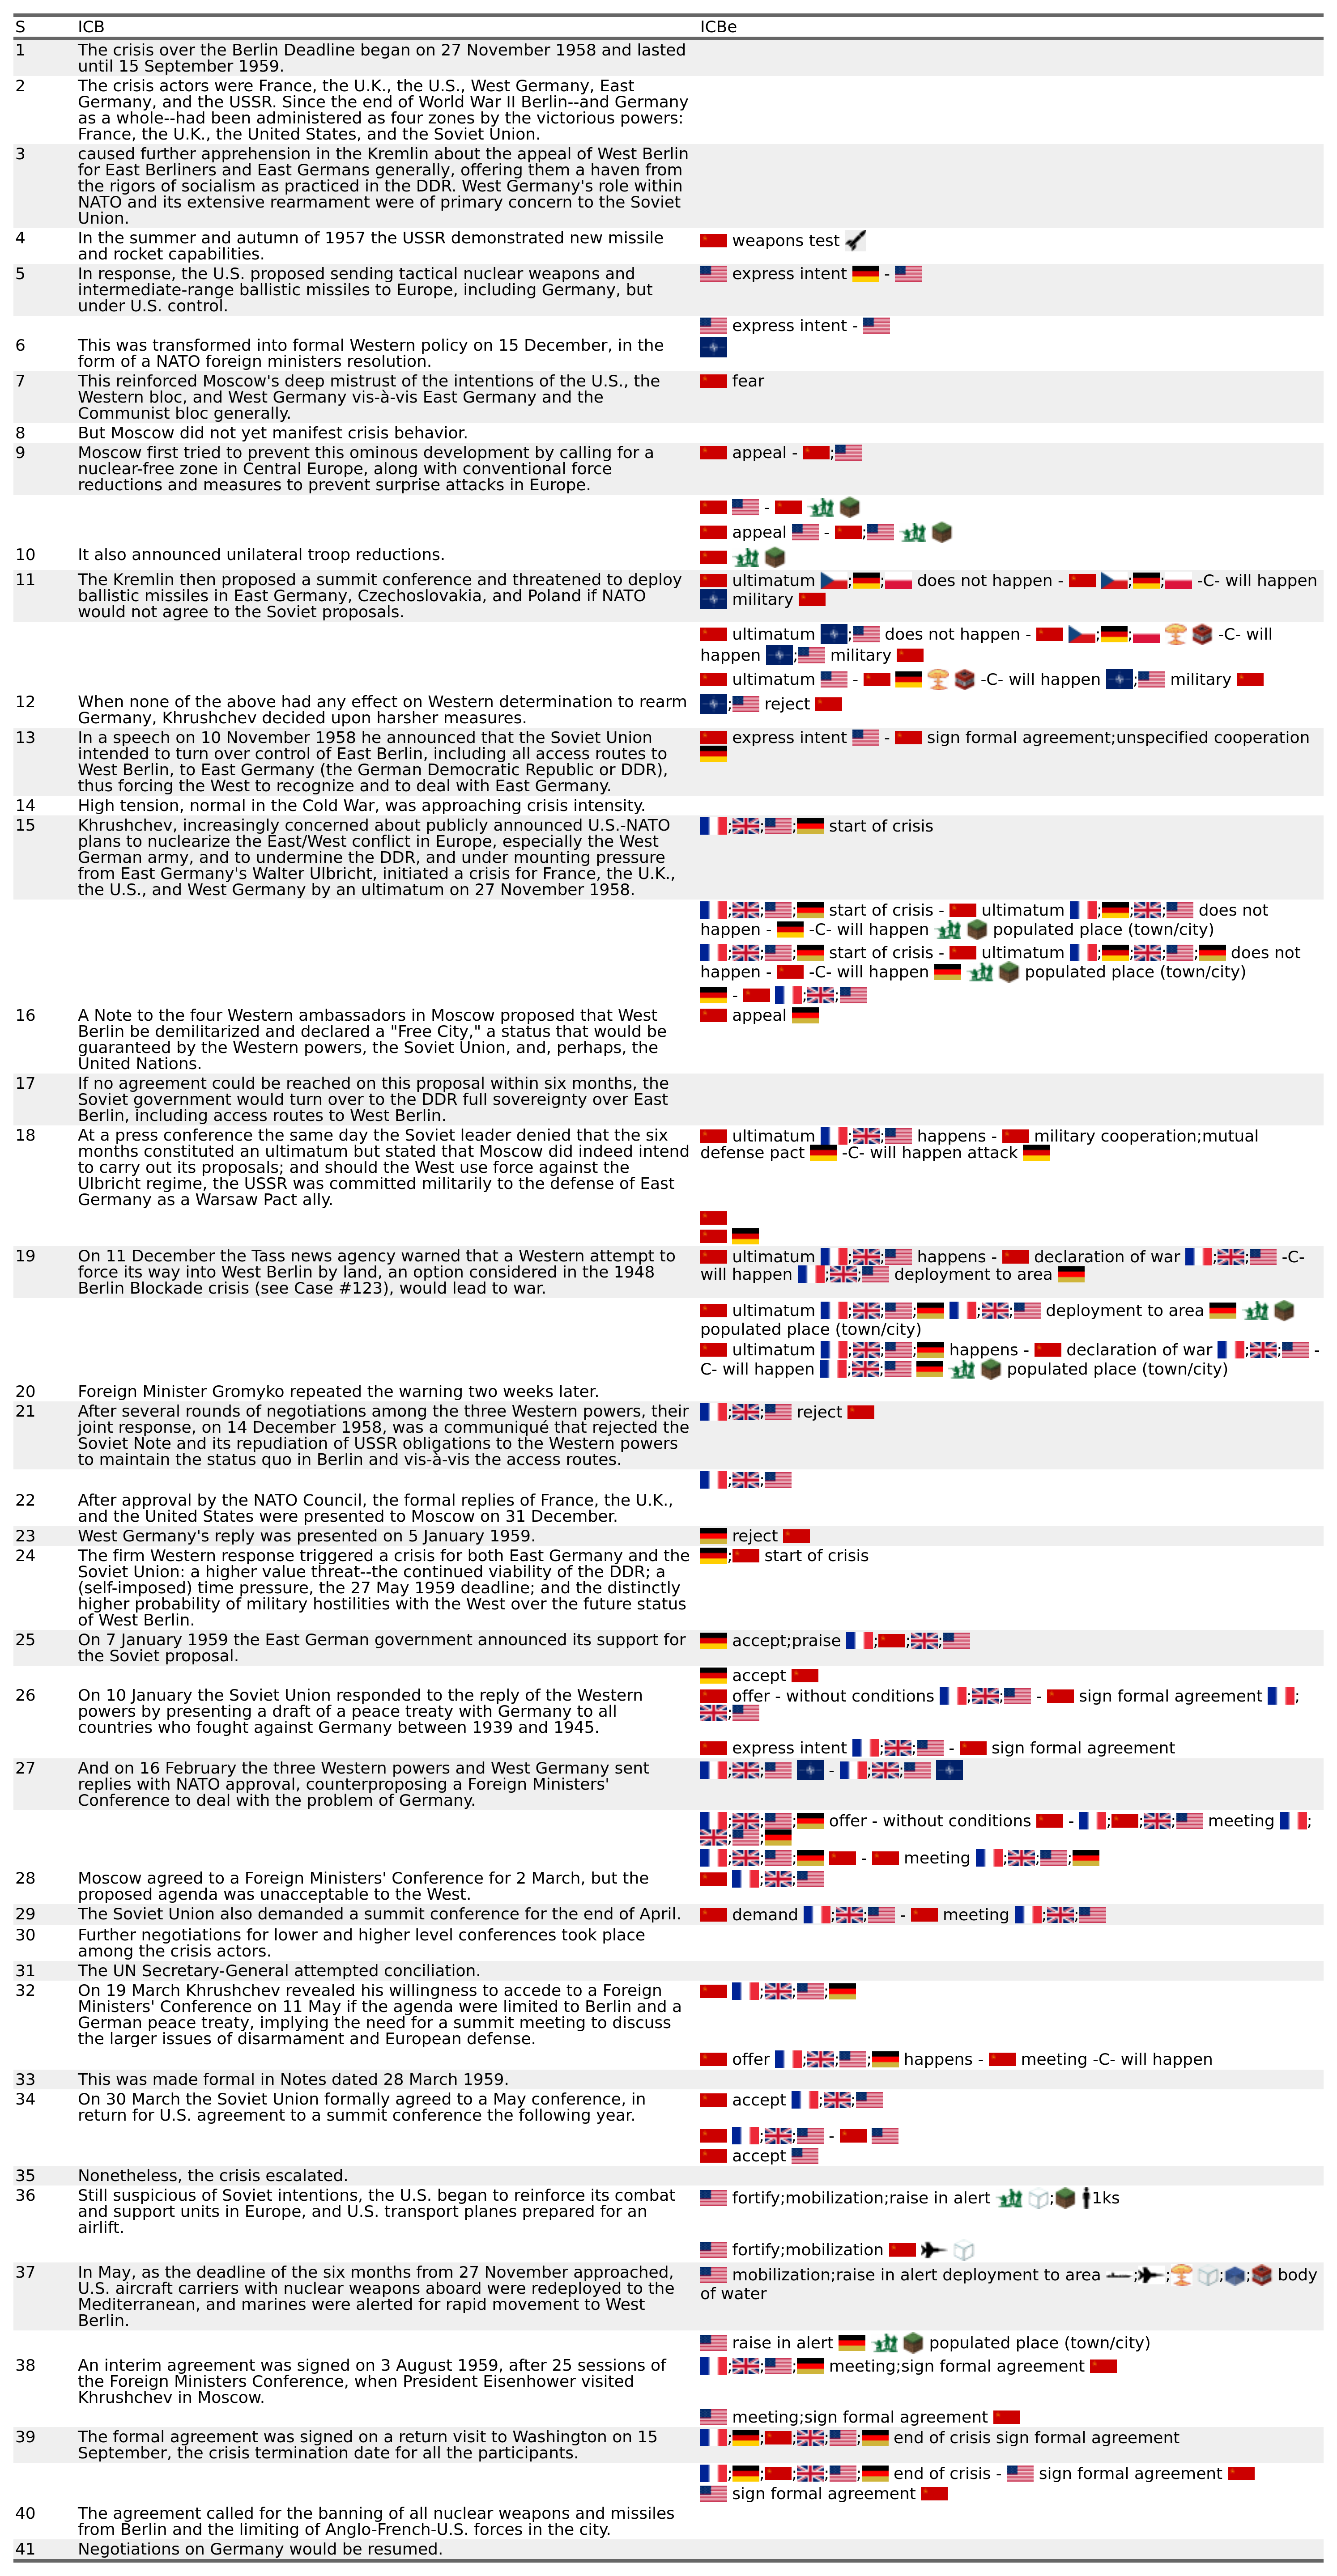 S ICB ICBe
1 The crisis over the Berlin Deadline began on 27 November 1958 and lasted
until 15 September 1959.
2 The crisis actors were France, the U.K., the U.S., West Germany, East
Germany, and the USSR. Since the end of World War II Berlin--and Germany
as a whole--had been administered as four zones by the victorious powers:
France, the U.K., the United States, and the Soviet Union.
3 caused further apprehension in the Kremlin about the appeal of West Berlin
for East Berliners and East Germans generally, offering them a haven from
the rigors of socialism as practiced in the DDR. West Germany's role within
NATO and its extensive rearmament were of primary concern to the Soviet
Union.
4 In the summer and autumn of 1957 the USSR demonstrated new missile
and rocket capabilities.
weapons test
5 In response, the U.S. proposed sending tactical nuclear weapons and
intermediate-range ballistic missiles to Europe, including Germany, but
under U.S. control.
express intent -
express intent -
6 This was transformed into formal Western policy on 15 December, in the
form of a NATO foreign ministers resolution.
7 This reinforced Moscow's deep mistrust of the intentions of the U.S., the
Western bloc, and West Germany vis-à-vis East Germany and the
Communist bloc generally.
fear
8 But Moscow did not yet manifest crisis behavior.
9 Moscow first tried to prevent this ominous development by calling for a
nuclear-free zone in Central Europe, along with conventional force
reductions and measures to prevent surprise attacks in Europe.
appeal - ;
-
appeal - ;
10 It also announced unilateral troop reductions.
11 The Kremlin then proposed a summit conference and threatened to deploy
ballistic missiles in East Germany, Czechoslovakia, and Poland if NATO
would not agree to the Soviet proposals.
ultimatum ; ; does not happen - ; ; -C- will happen
military
ultimatum ; does not happen - ; ; -C- will
happen ; military
ultimatum - -C- will happen ; military
12 When none of the above had any effect on Western determination to rearm
Germany, Khrushchev decided upon harsher measures.
; reject
13 In a speech on 10 November 1958 he announced that the Soviet Union
intended to turn over control of East Berlin, including all access routes to
West Berlin, to East Germany (the German Democratic Republic or DDR),
thus forcing the West to recognize and to deal with East Germany.
express intent - sign formal agreement;unspecified cooperation
14 High tension, normal in the Cold War, was approaching crisis intensity.
15 Khrushchev, increasingly concerned about publicly announced U.S.-NATO
plans to nuclearize the East/West conflict in Europe, especially the West
German army, and to undermine the DDR, and under mounting pressure
from East Germany's Walter Ulbricht, initiated a crisis for France, the U.K.,
the U.S., and West Germany by an ultimatum on 27 November 1958.
; ; ; start of crisis
; ; ; start of crisis - ultimatum ; ; ; does not
happen - -C- will happen populated place (town/city)
; ; ; start of crisis - ultimatum ; ; ; ; does not
happen - -C- will happen populated place (town/city)
- ; ;
16 A Note to the four Western ambassadors in Moscow proposed that West
Berlin be demilitarized and declared a "Free City," a status that would be
guaranteed by the Western powers, the Soviet Union, and, perhaps, the
United Nations.
appeal
17 If no agreement could be reached on this proposal within six months, the
Soviet government would turn over to the DDR full sovereignty over East
Berlin, including access routes to West Berlin.
18 At a press conference the same day the Soviet leader denied that the six
months constituted an ultimatum but stated that Moscow did indeed intend
to carry out its proposals; and should the West use force against the
Ulbricht regime, the USSR was committed militarily to the defense of East
Germany as a Warsaw Pact ally.
ultimatum ; ; happens - military cooperation;mutual
defense pact -C- will happen attack
19 On 11 December the Tass news agency warned that a Western attempt to
force its way into West Berlin by land, an option considered in the 1948
Berlin Blockade crisis (see Case #123), would lead to war.
ultimatum ; ; happens - declaration of war ; ; -C-
will happen ; ; deployment to area
ultimatum ; ; ; ; ; deployment to area
populated place (town/city)
ultimatum ; ; ; happens - declaration of war ; ; -
C- will happen ; ; populated place (town/city)
20 Foreign Minister Gromyko repeated the warning two weeks later.
21 After several rounds of negotiations among the three Western powers, their
joint response, on 14 December 1958, was a communiqué that rejected the
Soviet Note and its repudiation of USSR obligations to the Western powers
to maintain the status quo in Berlin and vis-à-vis the access routes.
; ; reject
; ;
22 After approval by the NATO Council, the formal replies of France, the U.K.,
and the United States were presented to Moscow on 31 December.
23 West Germany's reply was presented on 5 January 1959.
reject
24 The firm Western response triggered a crisis for both East Germany and the
Soviet Union: a higher value threat--the continued viability of the DDR; a
(self-imposed) time pressure, the 27 May 1959 deadline; and the distinctly
higher probability of military hostilities with the West over the future status
of West Berlin.
; start of crisis
25 On 7 January 1959 the East German government announced its support for
the Soviet proposal.
accept;praise ; ; ;
accept
26 On 10 January the Soviet Union responded to the reply of the Western
powers by presenting a draft of a peace treaty with Germany to all
countries who fought against Germany between 1939 and 1945.
offer - without conditions ; ; - sign formal agreement ;
;
express intent ; ; - sign formal agreement
27 And on 16 February the three Western powers and West Germany sent
replies with NATO approval, counterproposing a Foreign Ministers'
Conference to deal with the problem of Germany.
; ; - ; ;
; ; ; offer - without conditions - ; ; ; meeting ;
; ;
; ; ; - meeting ; ; ;
28 Moscow agreed to a Foreign Ministers' Conference for 2 March, but the
proposed agenda was unacceptable to the West.
; ;
29 The Soviet Union also demanded a summit conference for the end of April.
demand ; ; - meeting ; ;
30 Further negotiations for lower and higher level conferences took place
among the crisis actors.
31 The UN Secretary-General attempted conciliation.
32 On 19 March Khrushchev revealed his willingness to accede to a Foreign
Ministers' Conference on 11 May if the agenda were limited to Berlin and a
German peace treaty, implying the need for a summit meeting to discuss
the larger issues of disarmament and European defense.
; ; ;
offer ; ; ; happens - meeting -C- will happen
33 This was made formal in Notes dated 28 March 1959.
34 On 30 March the Soviet Union formally agreed to a May conference, in
return for U.S. agreement to a summit conference the following year.
accept ; ;
; ; -
accept
35 Nonetheless, the crisis escalated.
36 Still suspicious of Soviet intentions, the U.S. began to reinforce its combat
and support units in Europe, and U.S. transport planes prepared for an
airlift.
fortify;mobilization;raise in alert ; 1ks
fortify;mobilization
37 In May, as the deadline of the six months from 27 November approached,
U.S. aircraft carriers with nuclear weapons aboard were redeployed to the
Mediterranean, and marines were alerted for rapid movement to West
Berlin.
mobilization;raise in alert deployment to area ; ; ; ; body
of water
raise in alert populated place (town/city)
38 An interim agreement was signed on 3 August 1959, after 25 sessions of
the Foreign Ministers Conference, when President Eisenhower visited
Khrushchev in Moscow.
; ; ; meeting;sign formal agreement
meeting;sign formal agreement
39 The formal agreement was signed on a return visit to Washington on 15
September, the crisis termination date for all the participants.
; ; ; ; ; end of crisis sign formal agreement
; ; ; ; ; end of crisis - sign formal agreement
sign formal agreement
40 The agreement called for the banning of all nuclear weapons and missiles
from Berlin and the limiting of Anglo-French-U.S. forces in the city.
41 Negotiations on Germany would be resumed.